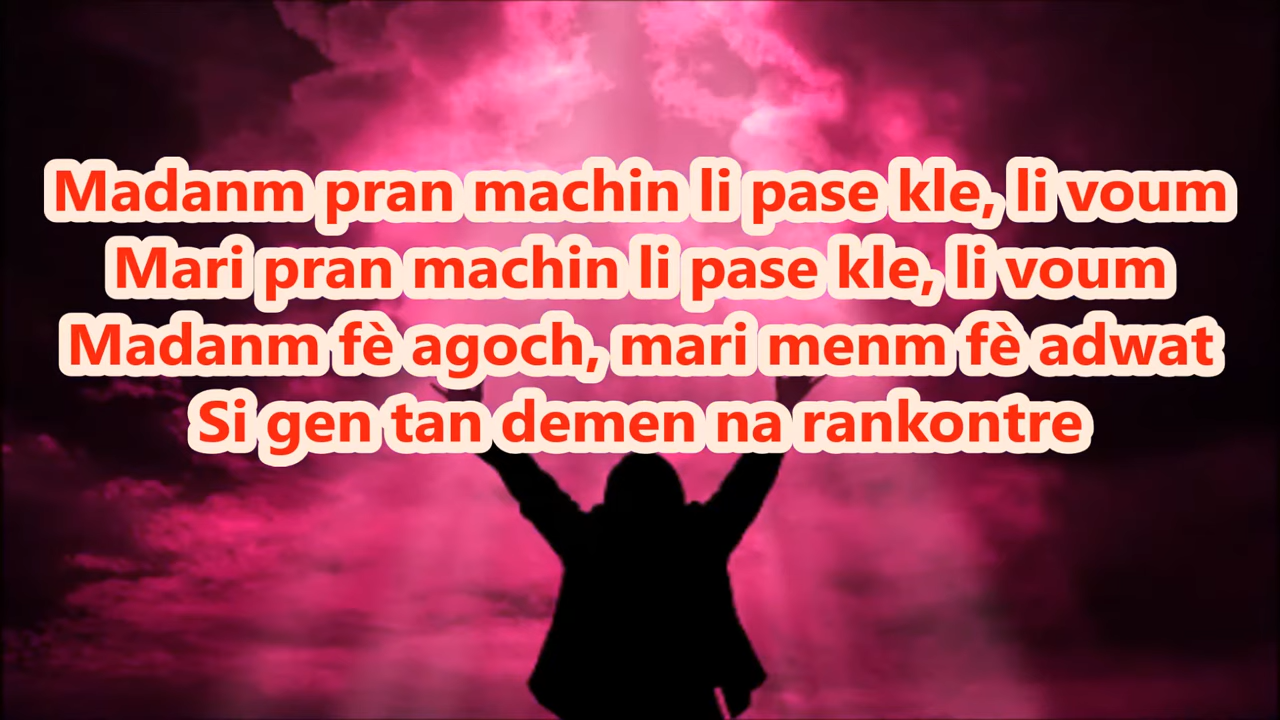 Madanm pran machin li pase kle, li voum
Mari pran machin li pase kle, li voum
Madanm fè agoch, mari menm fè adwat
Si gen tan demen na rankontre